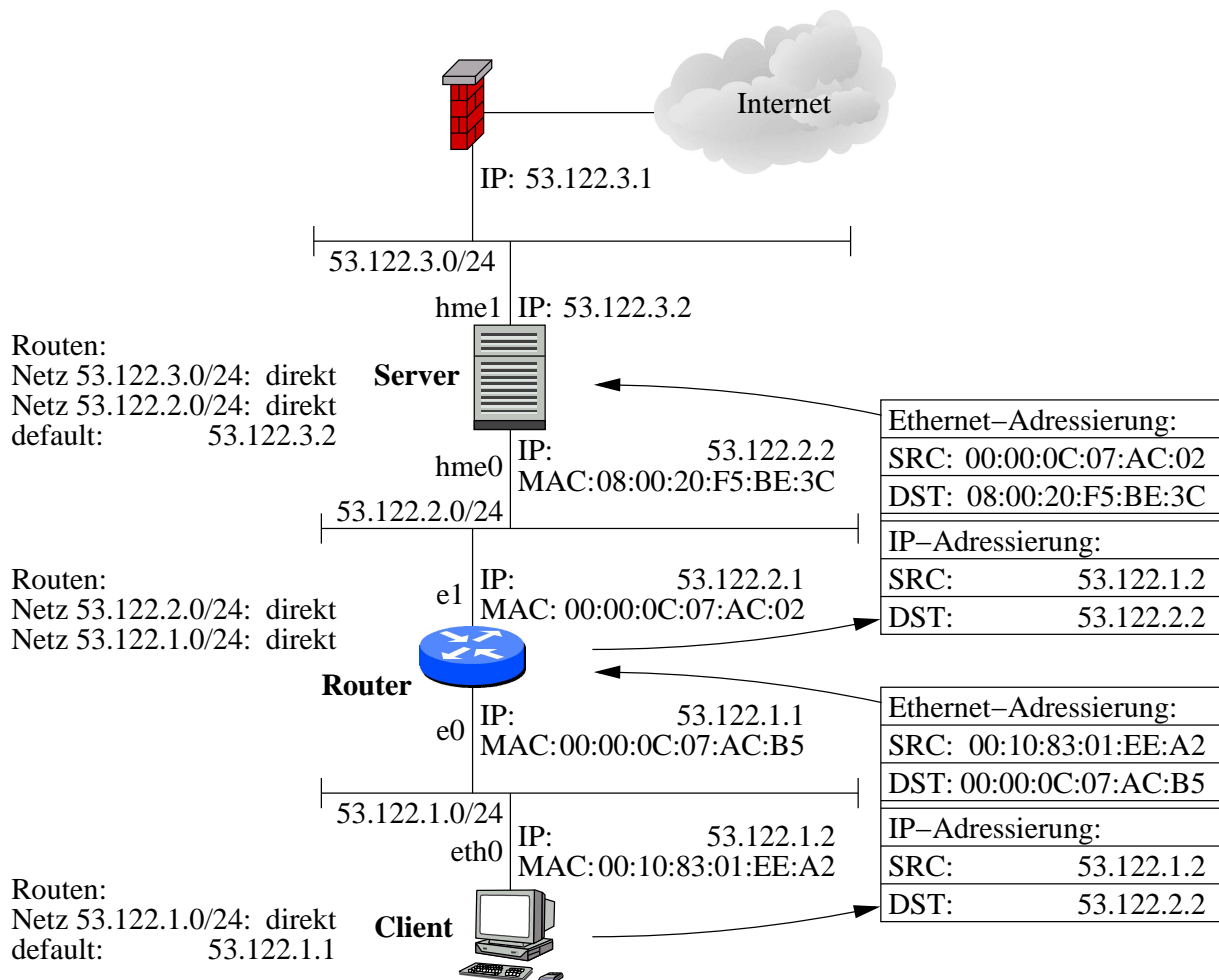 Internet
IP: 53.122.3.1
53.122.3.0/24
hme1 IP: 53.122.3.2
Routen:
Netz 53.122.3.0/24: direkt
Netz 53.122.2.0/24: direkt
default: 53.122.3.2
Server
hme0
IP: 53.122.2.2
MAC:08:00:20:F5:BE:3C
53.122.2.0/24
Ethernet–Adressierung:
SRC: 00:00:0C:07:AC:02
DST: 08:00:20:F5:BE:3C
IP–Adressierung:
SRC: 53.122.1.2
DST: 53.122.2.2
Routen:
Netz 53.122.2.0/24: direkt
Netz 53.122.1.0/24: direkt
e1
IP: 53.122.2.1
MAC: 00:00:0C:07:AC:02
Router
e0
IP: 53.122.1.1
MAC:00:00:0C:07:AC:B5
53.122.1.0/24
Ethernet–Adressierung:
SRC: 00:10:83:01:EE:A2
DST: 00:00:0C:07:AC:B5
IP–Adressierung:
SRC: 53.122.1.2
DST: 53.122.2.2
eth0
IP: 53.122.1.2
MAC:00:10:83:01:EE:A2
Routen:
Netz 53.122.1.0/24: direkt
default: 53.122.1.1
Client